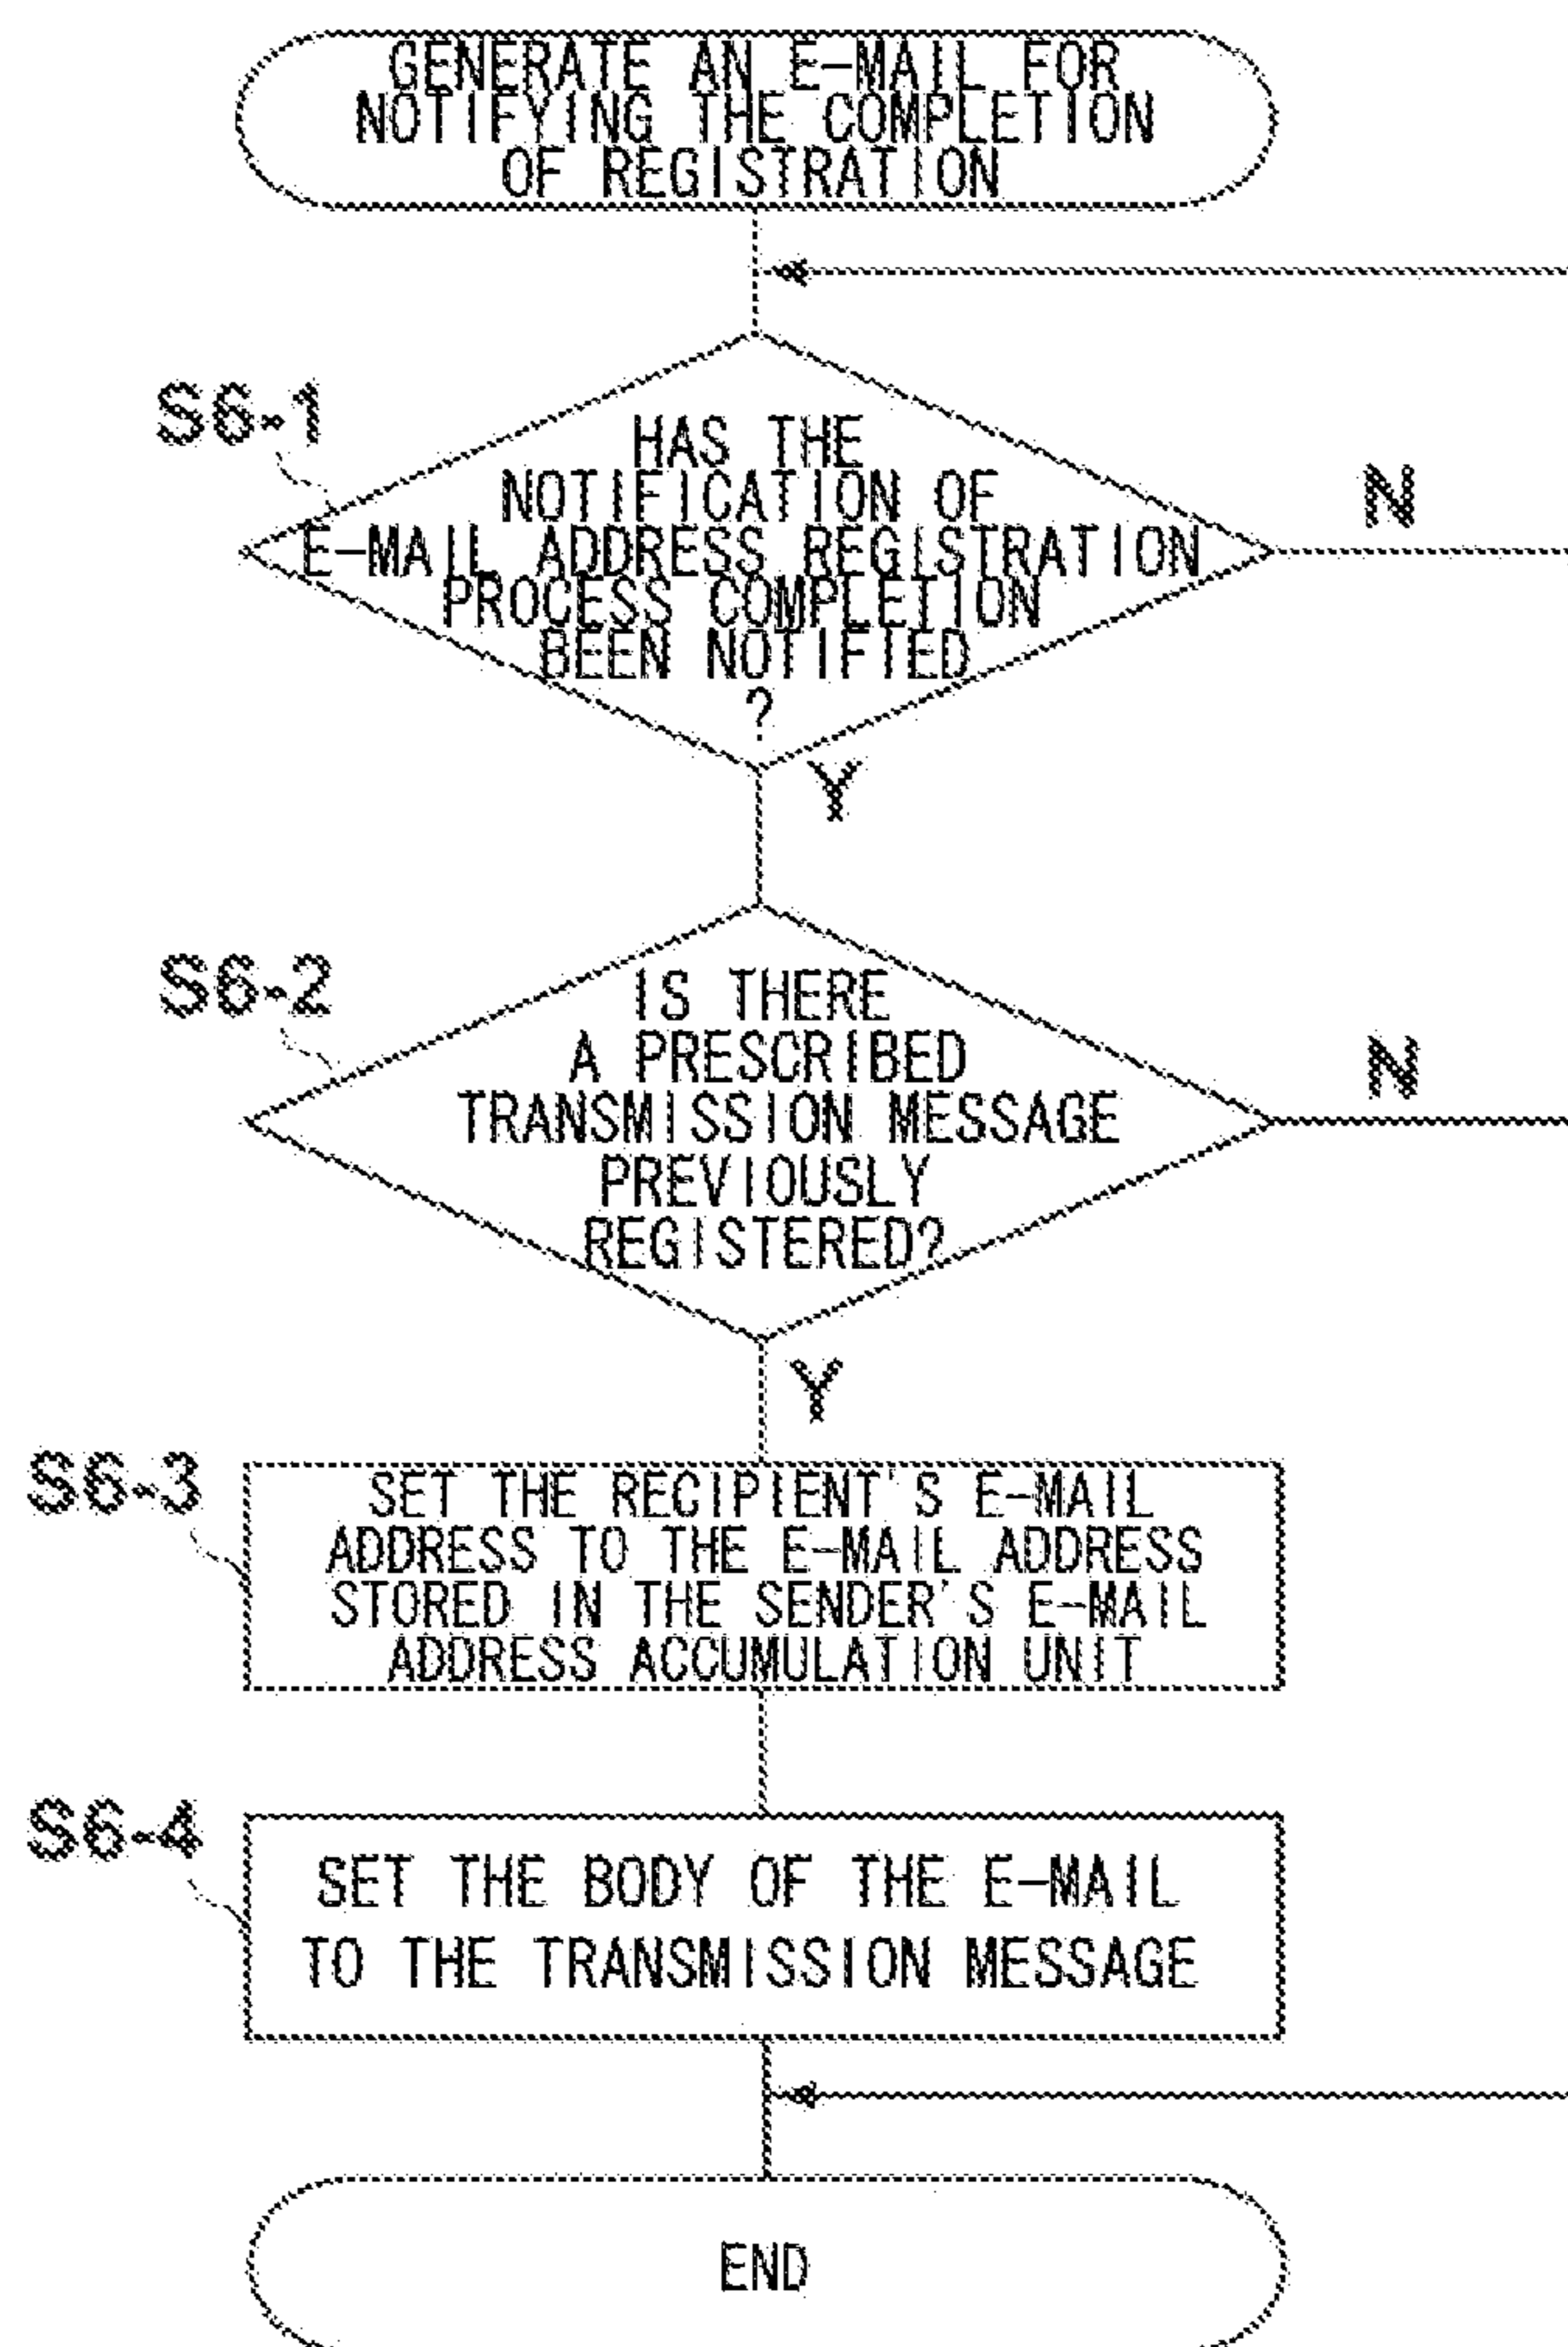 GENERATE AN E-MAIL FOR
NOTIFYING THE COMPLETION
OF REGISTRATION
S6-1
HAS THE
NOTIFICATION OF
E-MAIL ADDRESS REGISTRATION
PROCESS COMPLETION
BEEN NOTIFIED
?
N
Y
S6-2
IS THERE
A PRESCRIBED
TRANSMISSION MESSAGE
PREVIOUSLY
REGISTERED?
N
Y
S6-3
SET THE RECIPIENT'S E-MAIL
ADDRESS TO THE E-MAIL ADDRESS
STORED IN THE SENDER'S E-MAIL
ADDRESS ACCUMULATION UNIT
S6-4
SET THE BODY OF THE E-MAIL
TO THE TRANSMISSION MESSAGE
END